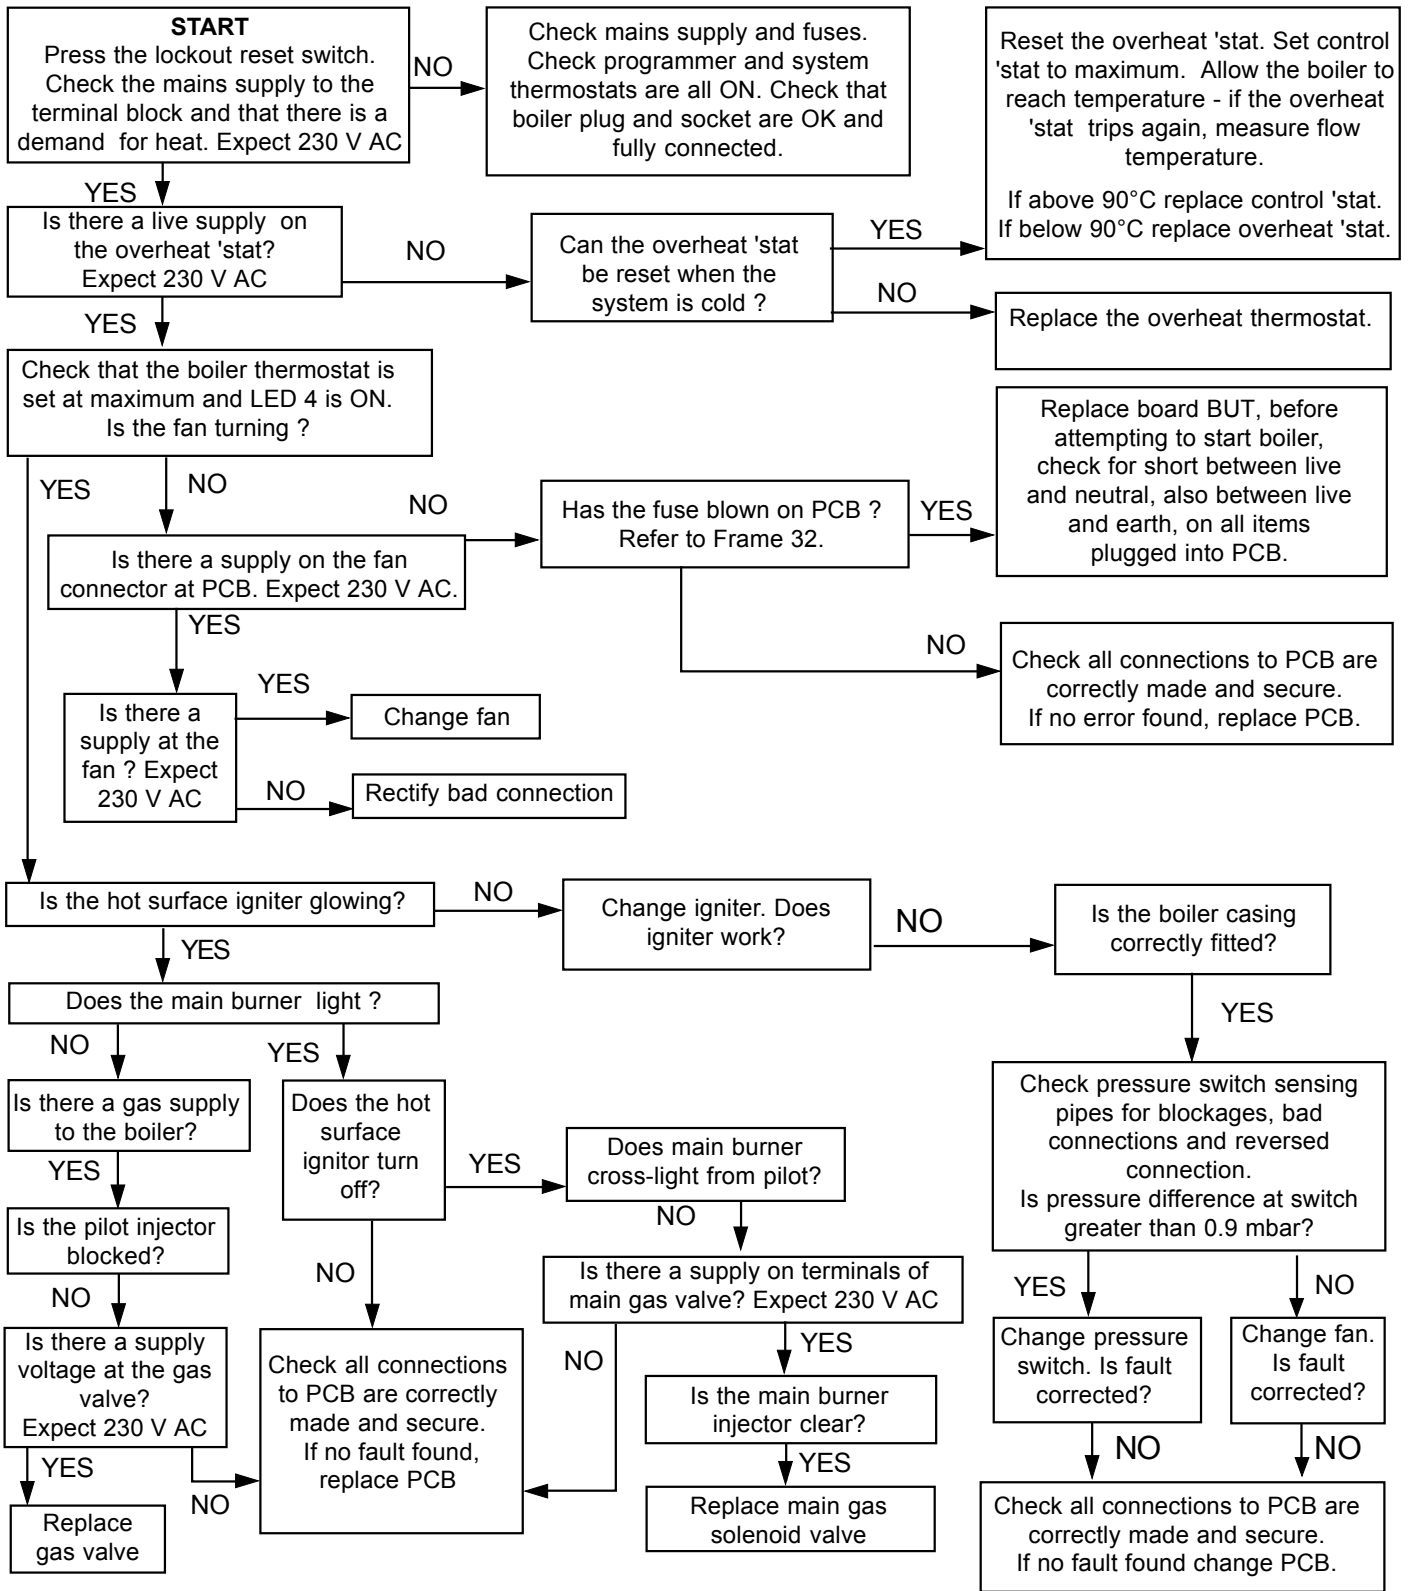 START
Press the lockout reset switch.
Check the mains supply to the
terminal block and that there is a
demand for heat. Expect 230 V AC
NO
Check mains supply and fuses.
Check programmer and system
thermostats are all ON. Check that
boiler plug and socket are OK and
fully connected.
Reset the overheat 'stat. Set control
'stat to maximum. Allow the boiler to
reach temperature - if the overheat
'stat trips again, measure flow
temperature.
If above 90°C replace control 'stat.
If below 90°C replace overheat 'stat.
YES
Is there a live supply on
the overheat 'stat?
Expect 230 V AC
NO
Can the overheat 'stat
be reset when the
system is cold ?
YES
NO
Replace the overheat thermostat.
YES
Check that the boiler thermostat is
set at maximum and LED 4 is ON.
Is the fan turning ?
YES
NO
Is there a supply on the fan
connector at PCB. Expect 230 V AC.
NO
Has the fuse blown on PCB ?
Refer to Frame 32.
YES
Replace board BUT, before
attempting to start boiler,
check for short between live
and neutral, also between live
and earth, on all items
plugged into PCB.
NO
Check all connections to PCB are
correctly made and secure.
If no error found, replace PCB.
YES
Is there a
supply at the
fan ? Expect
230 V AC
YES
Change fan
NO
Rectify bad connection
Is the hot surface igniter glowing?
NO
Change igniter. Does
igniter work?
NO
Is the boiler casing
correctly fitted?
YES
Does the main burner light ?
NO
YES
Is there a gas supply
to the boiler?
YES
Is the pilot injector
blocked?
NO
Is there a supply
voltage at the gas
valve?
Expect 230 V AC
YES
NO
Replace
gas valve
Does the hot
surface
ignitor turn
off?
YES
NO
Check all connections
to PCB are correctly
made and secure.
If no fault found,
replace PCB
Does main burner
cross-light from pilot?
NO
Is there a supply on terminals of
main gas valve? Expect 230 V AC
NO
YES
Is the main burner
injector clear?
YES
Replace main gas
solenoid valve
YES
Check pressure switch sensing
pipes for blockages, bad
connections and reversed
connection.
Is pressure difference at switch
greater than 0.9 mbar?
YES
NO
Change pressure
switch. Is fault
corrected?
Change fan.
Is fault
corrected?
NO
NO
Check all connections to PCB are
correctly made and secure.
If no fault found change PCB.